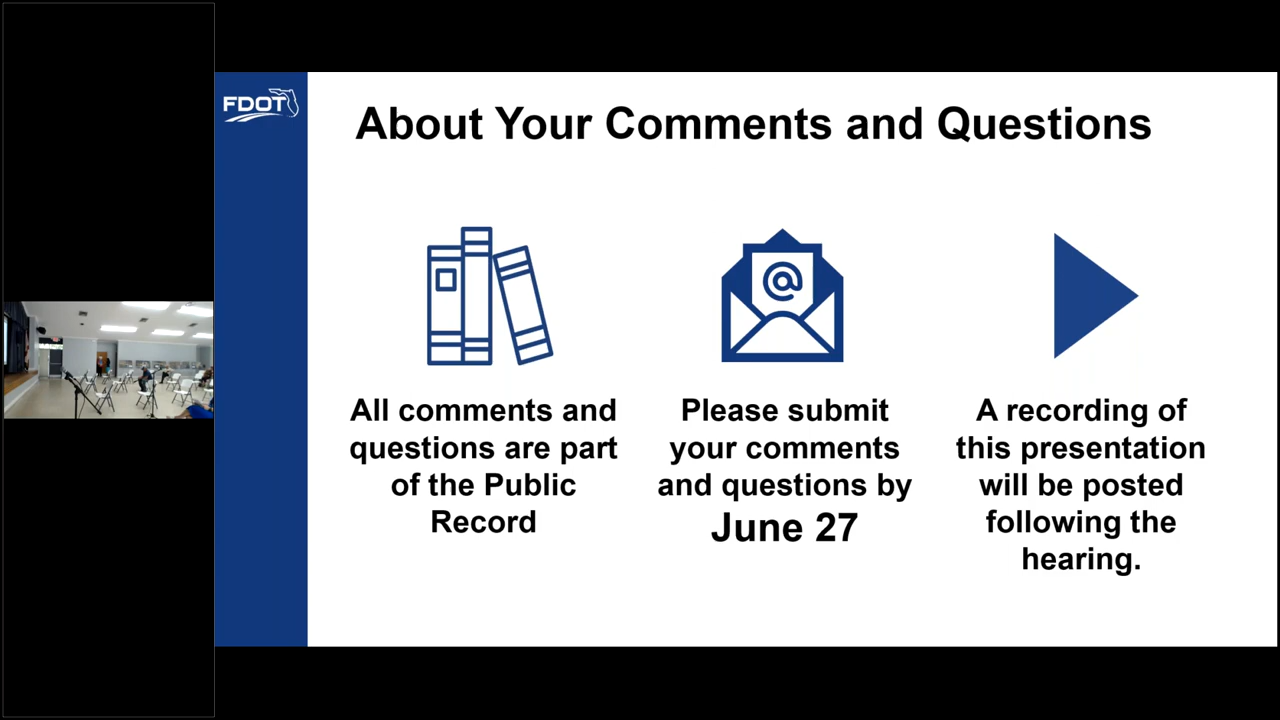 FDOT
About Your Comments and Questions
@
All comments and
questions are part
of the Public
Record
Please submit
your comments
and questions by
June 27
A recording of
this presentation
will be posted
following the
hearing.